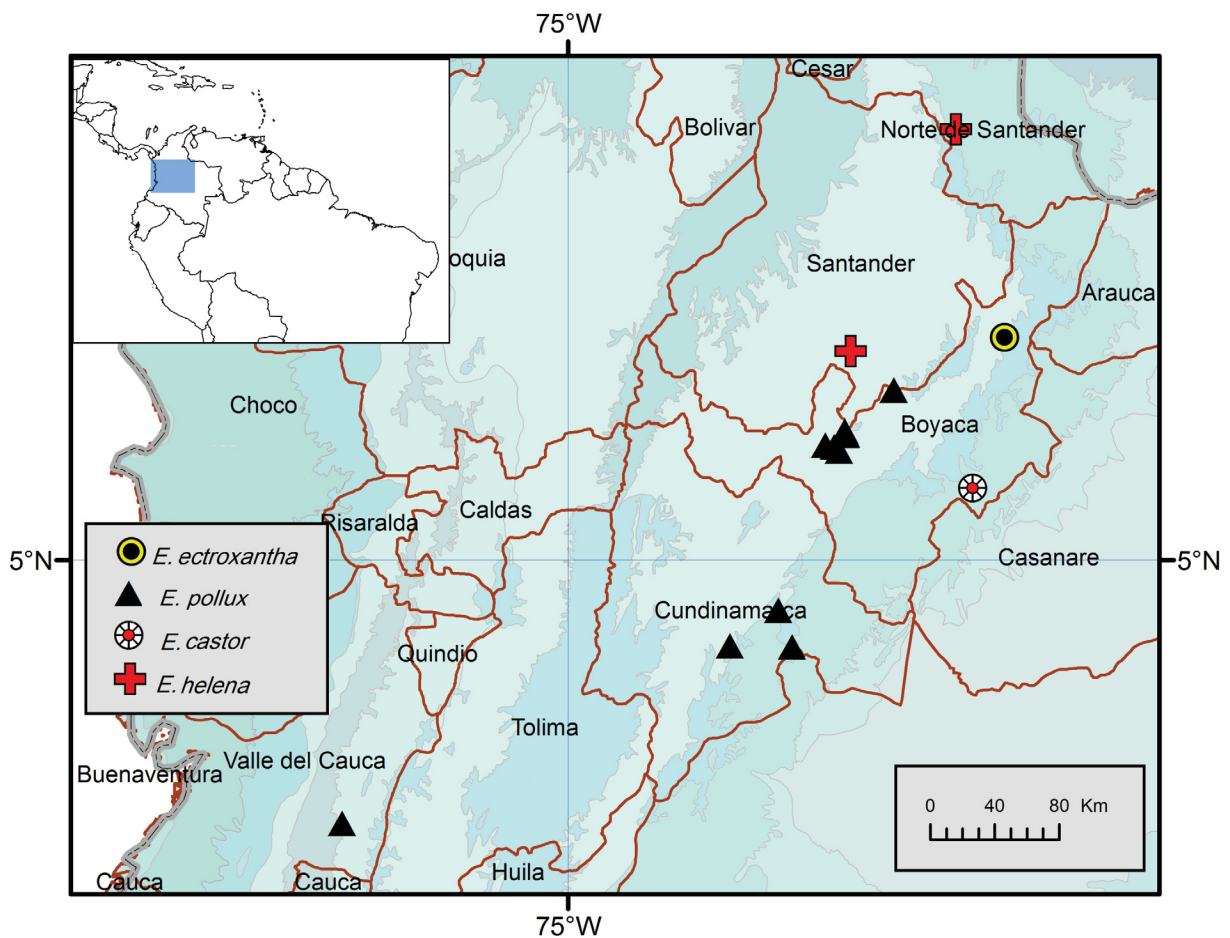 75°W
Cesar
Bolivar
Norte de Santander
oquia
Santander
Arauca
Choco
Boyaca
Caldas
Risaralda
5°N
Casanare
5°N
E. ectroxantha
E. pollux
E. castor
E. helena
Cundinamarca
Quindio
Tolima
Valle del Cauca
Buenaventura
0 40 80 Km
Huila
Cauca
Cauca
75°W